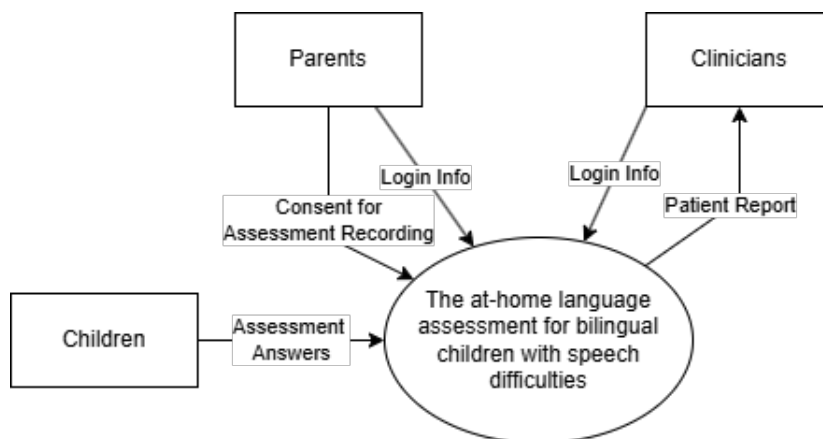 Parents
Clinicians
Login Info
Login Info
Consent for
Assessment Recording
Patient Report
Children
Assessment
Answers
The at-home language
assessment for bilingual
children with speech
difficulties